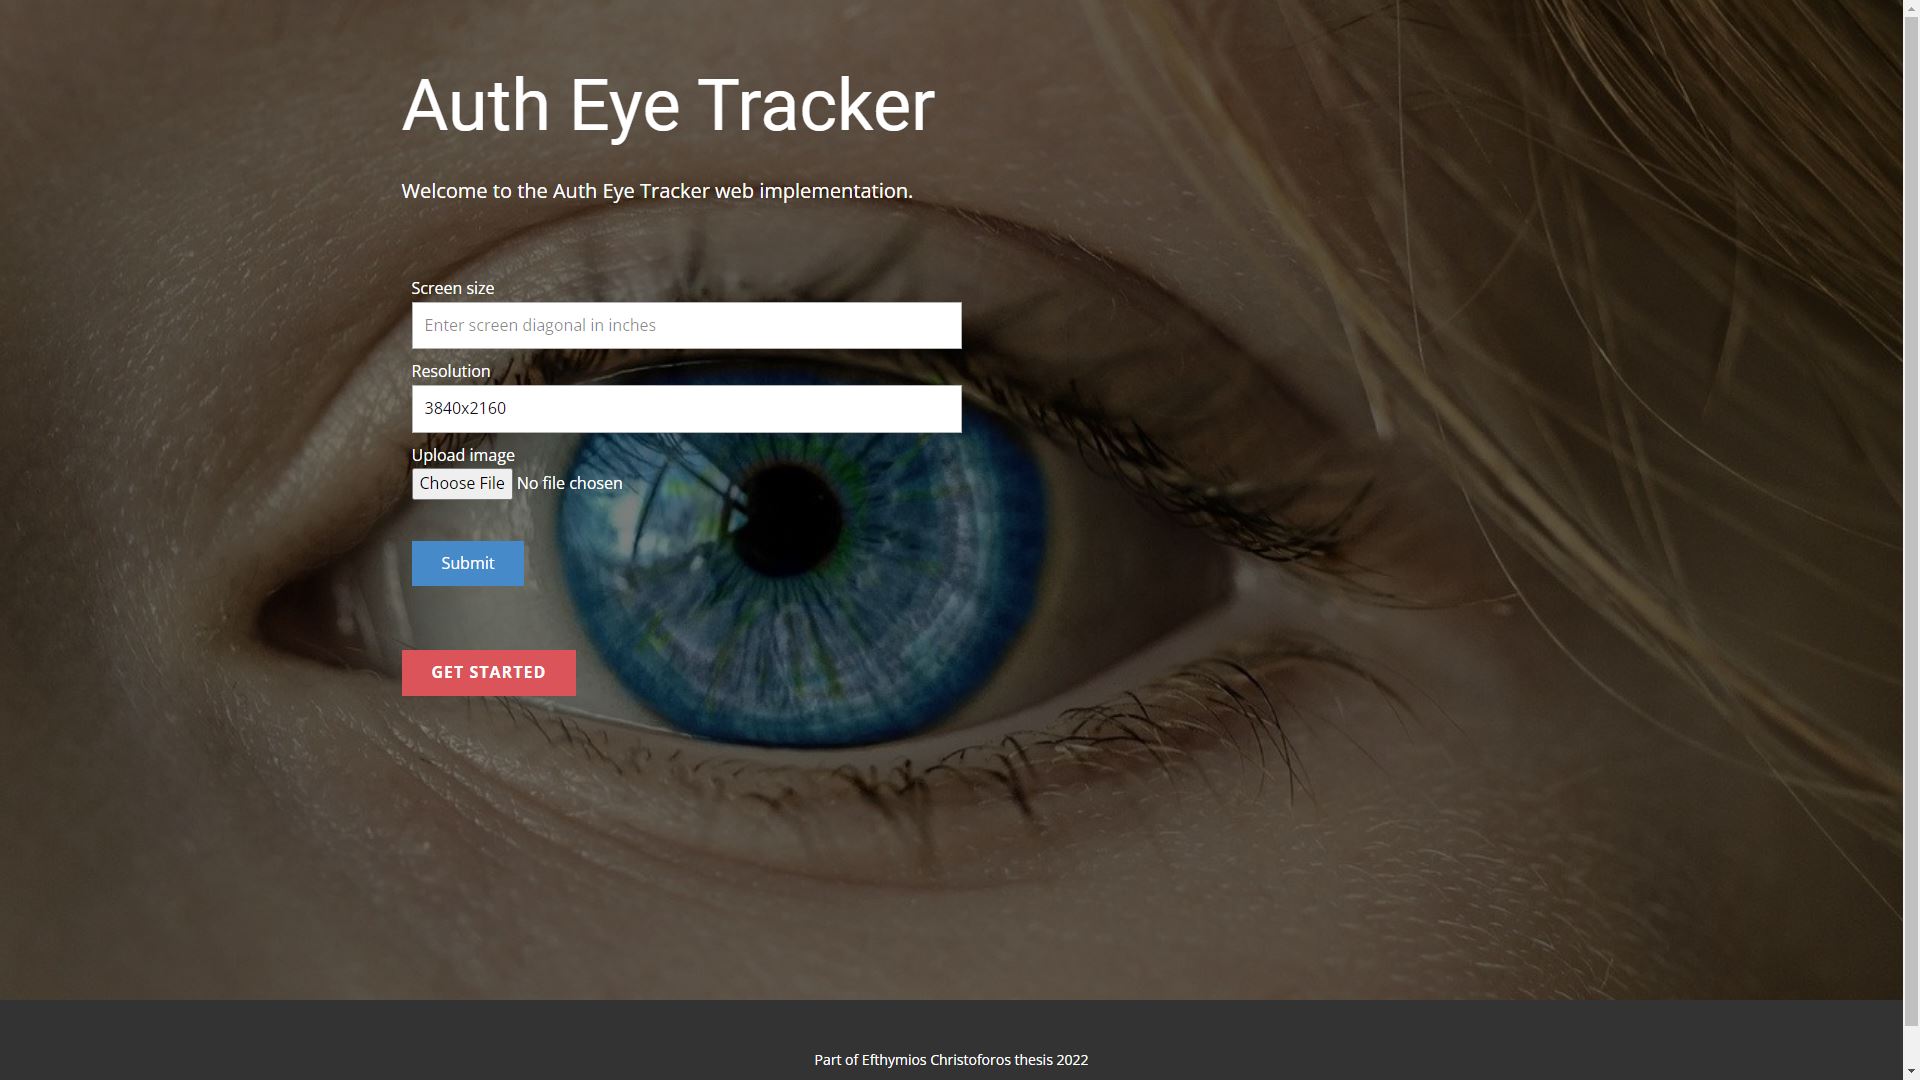 Auth Eye Tracker
Welcome to the Auth Eye Tracker web implementation.
Screen size
Enter screen diagonal in inches
Resolution
3840x2160
Upload image
Choose File No file chosen
Submit
GET STARTED
Part of Efthymios Christoforos thesis 2022